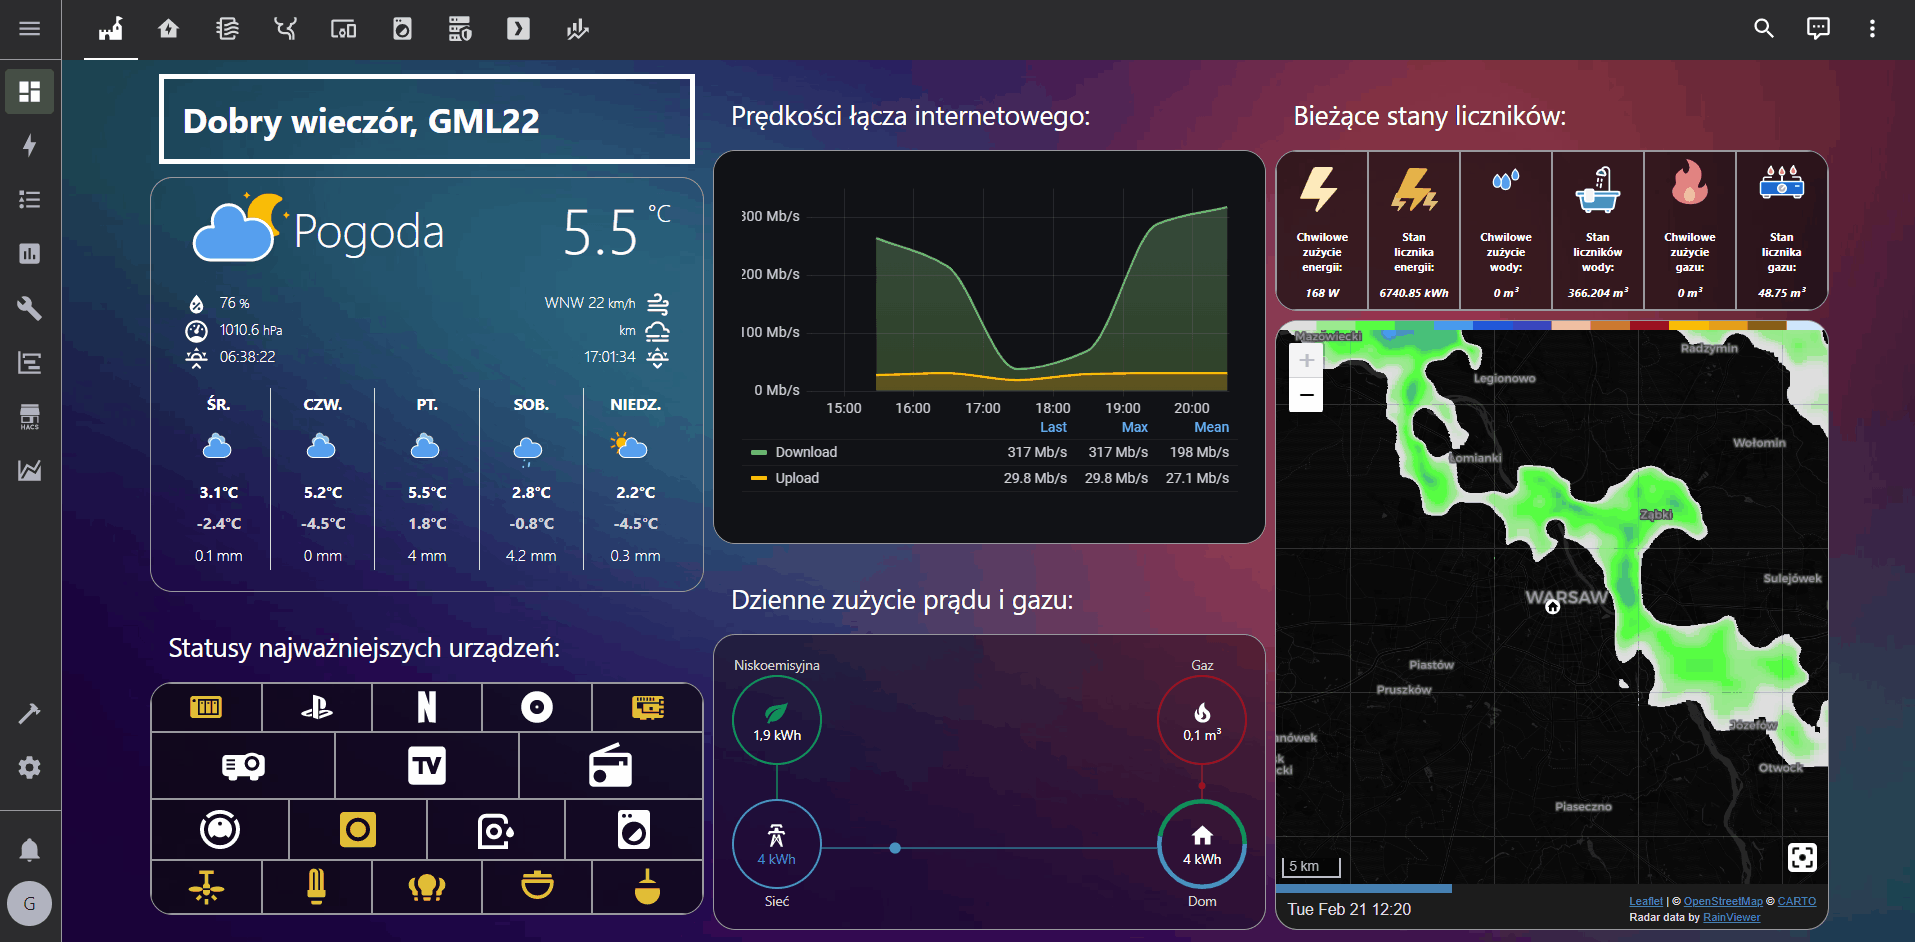 Dobry wieczór, GML22
Pogoda
5.5 °C
76 %
1010.6 hPa
06:38:22
WNW 22 km/h
km
17:01:34
ŚR. CZW. PT. SOB. NIEDZ.
3.1°C 5.2°C 5.5°C 2.8°C 2.2°C
-2.4°C -4.5°C 1.8°C -0.8°C -4.5°C
0.1 mm 0 mm 4 mm 4.2 mm 0.3 mm
Statusy najważniejszych urządzeń:
N
TV
HACS
G
Prędkości łącza internetowego:
300 Mb/s
200 Mb/s
100 Mb/s
0 Mb/s
15:00 16:00 17:00 18:00 19:00 20:00
Last Max Mean
Download 317 Mb/s 317 Mb/s 198 Mb/s
Upload 29.8 Mb/s 29.8 Mb/s 27.1 Mb/s
Dzienne zużycie prądu i gazu:
Niskoemisyjna
1,9 kWh
Gaz
0,1 m³
4 kWh
Sieć
4 kWh
Dom
Bieżące stany liczników:
Chwilowe
zużycie
energii:
168 W
Stan
licznika
energii:
6740.85 kWh
Chwilowe
zużycie
wody:
0 m³
Stan
liczników
wody:
366.204 m³
Chwilowe
zużycie
gazu:
0 m³
Stan
licznika
gazu:
48.75 m³
+
−
Mazowiecki
Radzymin
Legionowo
Wołomin
Łomianki
Ząbki
Sulejówek
WARSAW
Piastów
Pruszków
Józefów
anówek
Otwock
Piaseczno
5 km
Tue Feb 21 12:20
Leaflet | © OpenStreetMap © CARTO
Radar data by RainViewer